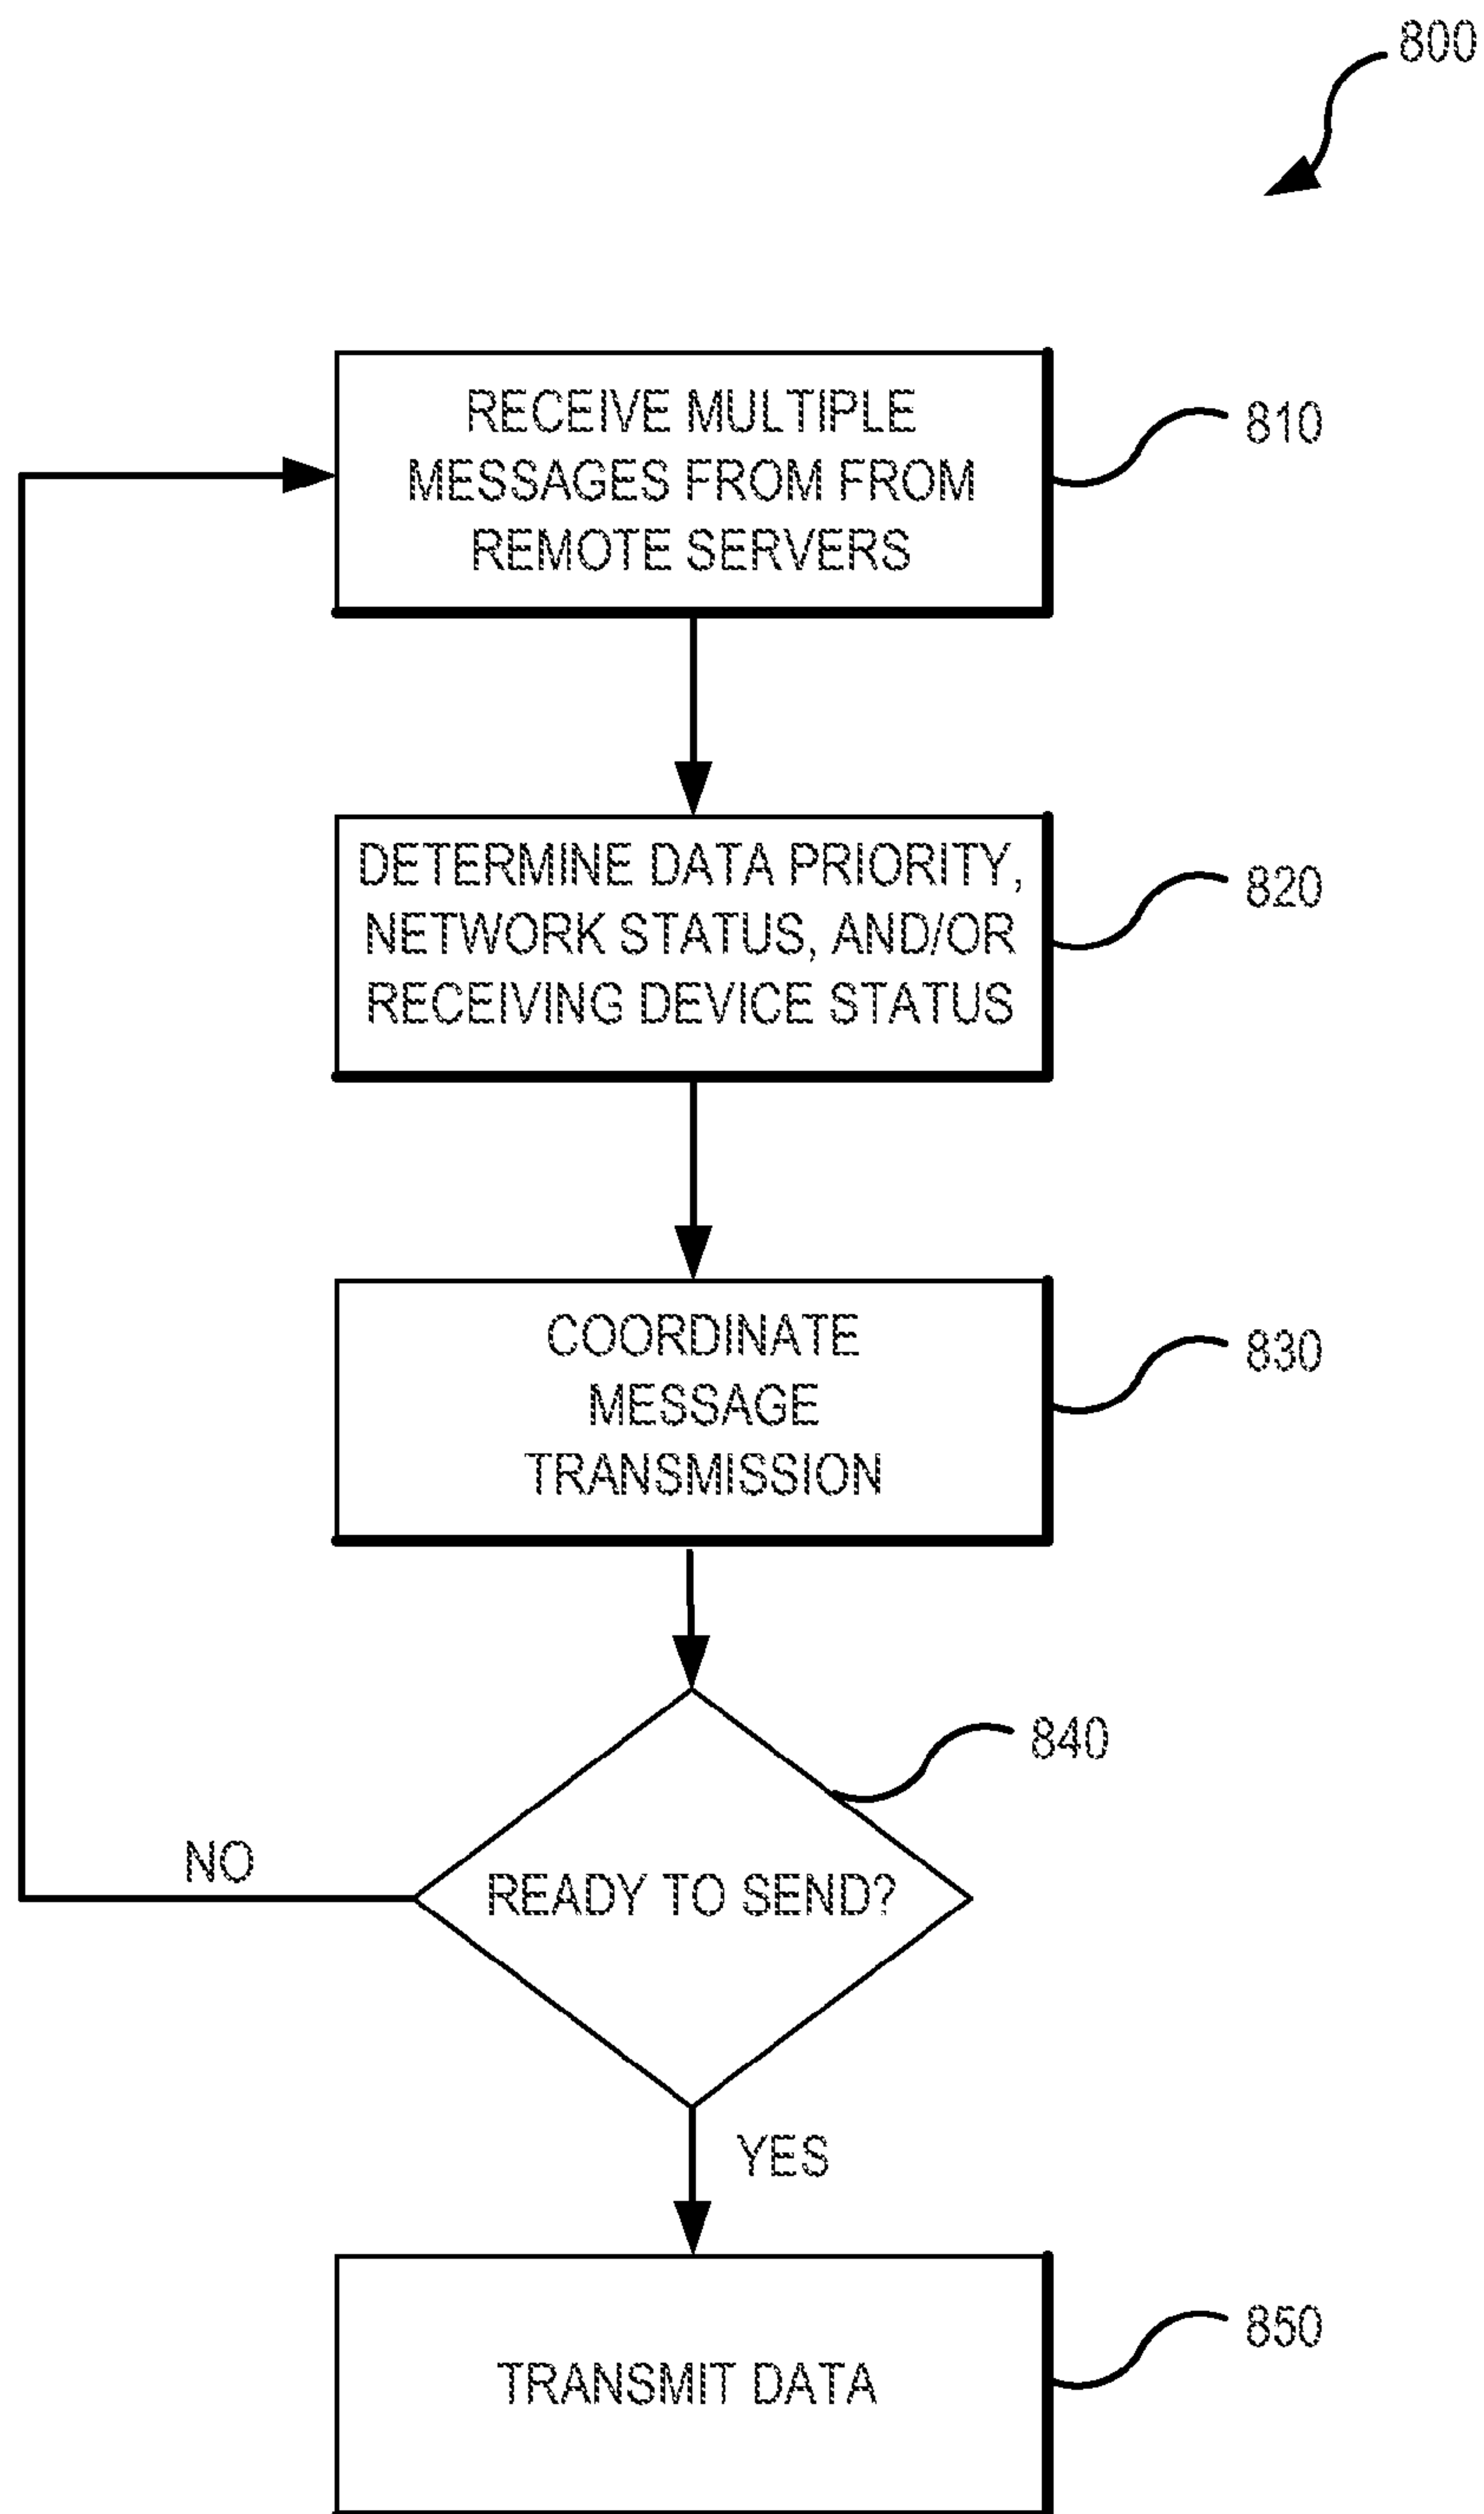 800
RECEIVE MULTIPLE
MESSAGES FROM FROM
REMOTE SERVERS
810
DETERMINE DATA PRIORITY,
NETWORK STATUS, AND/OR
RECEIVING DEVICE STATUS
820
COORDINATE
MESSAGE
TRANSMISSION
830
840
NO
READY TO SEND?
YES
850
TRANSMIT DATA